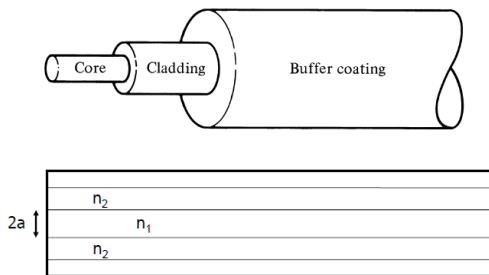 Core
Cladding
Buffer coating
n₂
2a
n₁
n₂